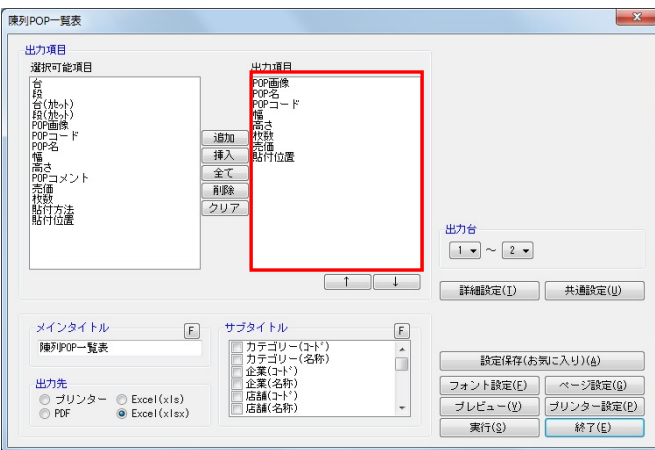 陳列POP一覧表
出力項目
選択可能項目
台
段
台(ｶｾｯﾄ)
段(ｶｾｯﾄ)
POP画像
POPコード
POP名
幅
高さ
POPコメント
売価
枚数
貼付方法
貼付位置
追加
挿入
全て
削除
クリア
出力項目
POP画像
POP名
POPコード
幅
高さ
枚数
売価
貼付位置
↑ ↓
出力台
1 ～ 2
詳細設定(I) 共通設定(U)
メインタイトル F
陳列POP一覧表
出力先
プリンター Excel(xls)
PDF Excel(xlsx)
サブタイトル F
カテゴリー(ｺｰﾄﾞ)
カテゴリー(名称)
企業(ｺｰﾄﾞ)
企業(名称)
店舗(ｺｰﾄﾞ)
店舗(名称)
設定保存(お気に入り)(A)
フォント設定(F) ページ設定(G)
プレビュー(V) プリンター設定(P)
実行(S) 終了(E)